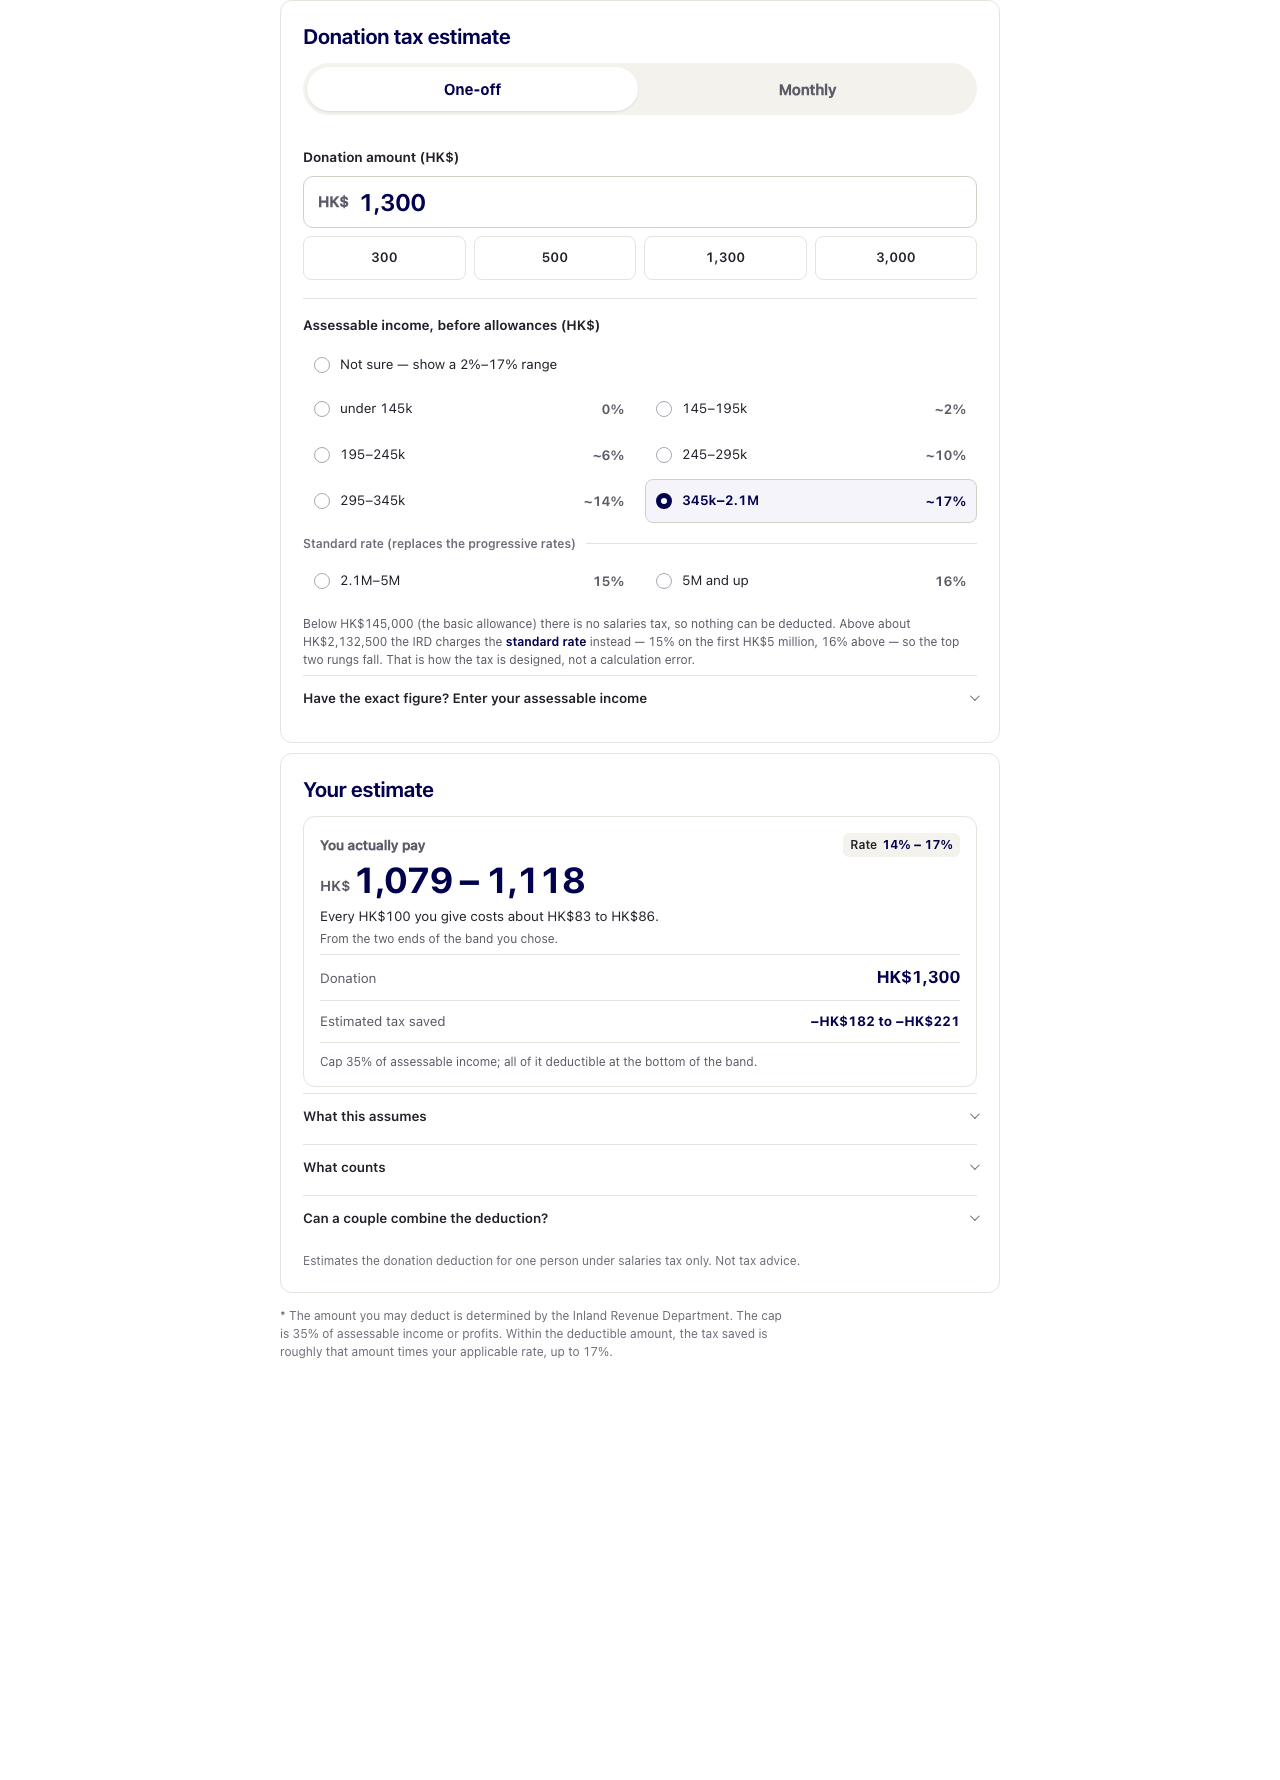 Donation tax estimate
One-off
Monthly
Donation amount (HK$)
HK$ 1,300
300
500
1,300
3,000
Assessable income, before allowances (HK$)
Not sure — show a 2%–17% range
under 145k 0%
145–195k ~2%
195–245k ~6%
245–295k ~10%
295–345k ~14%
345k–2.1M ~17%
Standard rate (replaces the progressive rates)
2.1M–5M 15%
5M and up 16%
Below HK$145,000 (the basic allowance) there is no salaries tax, so nothing can be deducted. Above about
HK$2,132,500 the IRD charges the standard rate instead — 15% on the first HK$5 million, 16% above — so the top
two rungs fall. That is how the tax is designed, not a calculation error.
Have the exact figure? Enter your assessable income
Your estimate
You actually pay
Rate 14% – 17%
HK$ 1,079 – 1,118
Every HK$100 you give costs about HK$83 to HK$86.
From the two ends of the band you chose.
Donation HK$1,300
Estimated tax saved −HK$182 to −HK$221
Cap 35% of assessable income; all of it deductible at the bottom of the band.
What this assumes
What counts
Can a couple combine the deduction?
Estimates the donation deduction for one person under salaries tax only. Not tax advice.
* The amount you may deduct is determined by the Inland Revenue Department. The cap
is 35% of assessable income or profits. Within the deductible amount, the tax saved is
roughly that amount times your applicable rate, up to 17%.